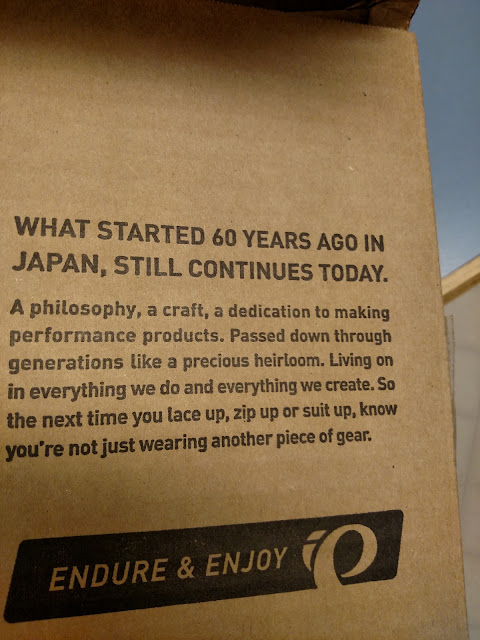 WHAT STARTED 60 YEARS AGO IN
JAPAN, STILL CONTINUES TODAY.
A philosophy, a craft, a dedication to making
performance products. Passed down through
generations like a precious heirloom. Living on
in everything we do and everything we create. So
the next time you lace up, zip up or suit up, know
you're not just wearing another piece of gear.
ENDURE & ENJOY